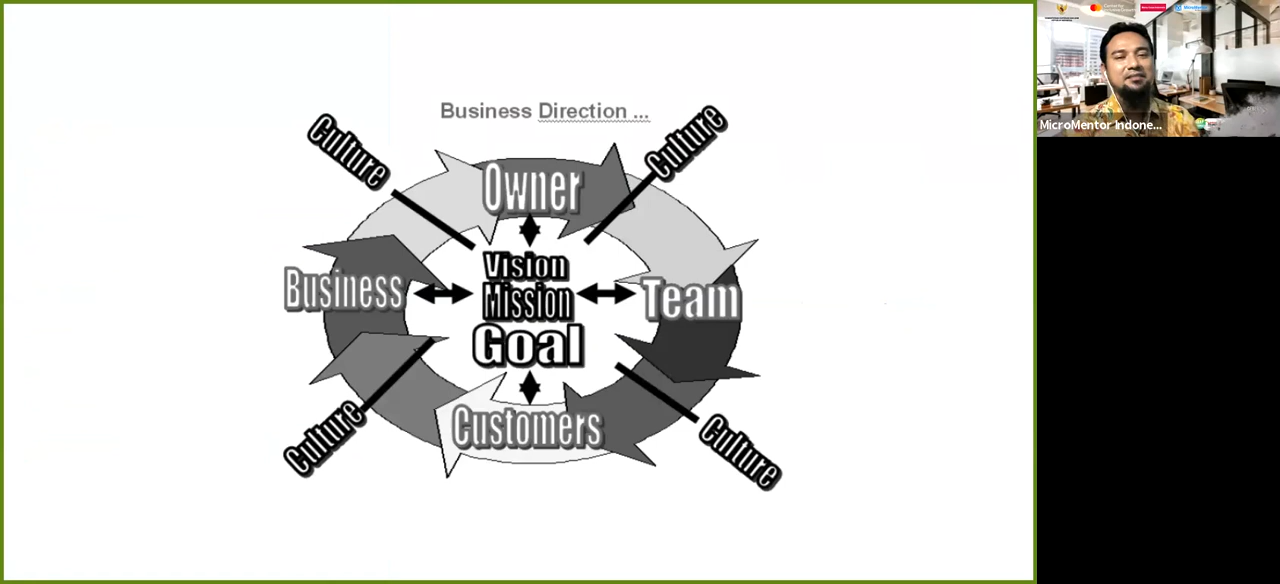 Business Direction ...
Culture
Culture
Owner
Vision
Business
Mission
Team
Goal
Customers
Culture
Culture
MicroMentor Indone...